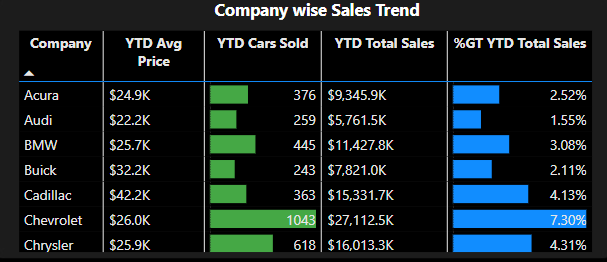 Company wise Sales Trend
Company YTD Avg Price YTD Cars Sold YTD Total Sales %GT YTD Total Sales
Acura $24.9K 376 $9,345.9K 2.52%
Audi $22.2K 259 $5,761.5K 1.55%
BMW $25.7K 445 $11,427.8K 3.08%
Buick $32.2K 243 $7,821.0K 2.11%
Cadillac $42.2K 363 $15,331.7K 4.13%
Chevrolet $26.0K 1043 $27,112.5K 7.30%
Chrysler $25.9K 618 $16,013.3K 4.31%